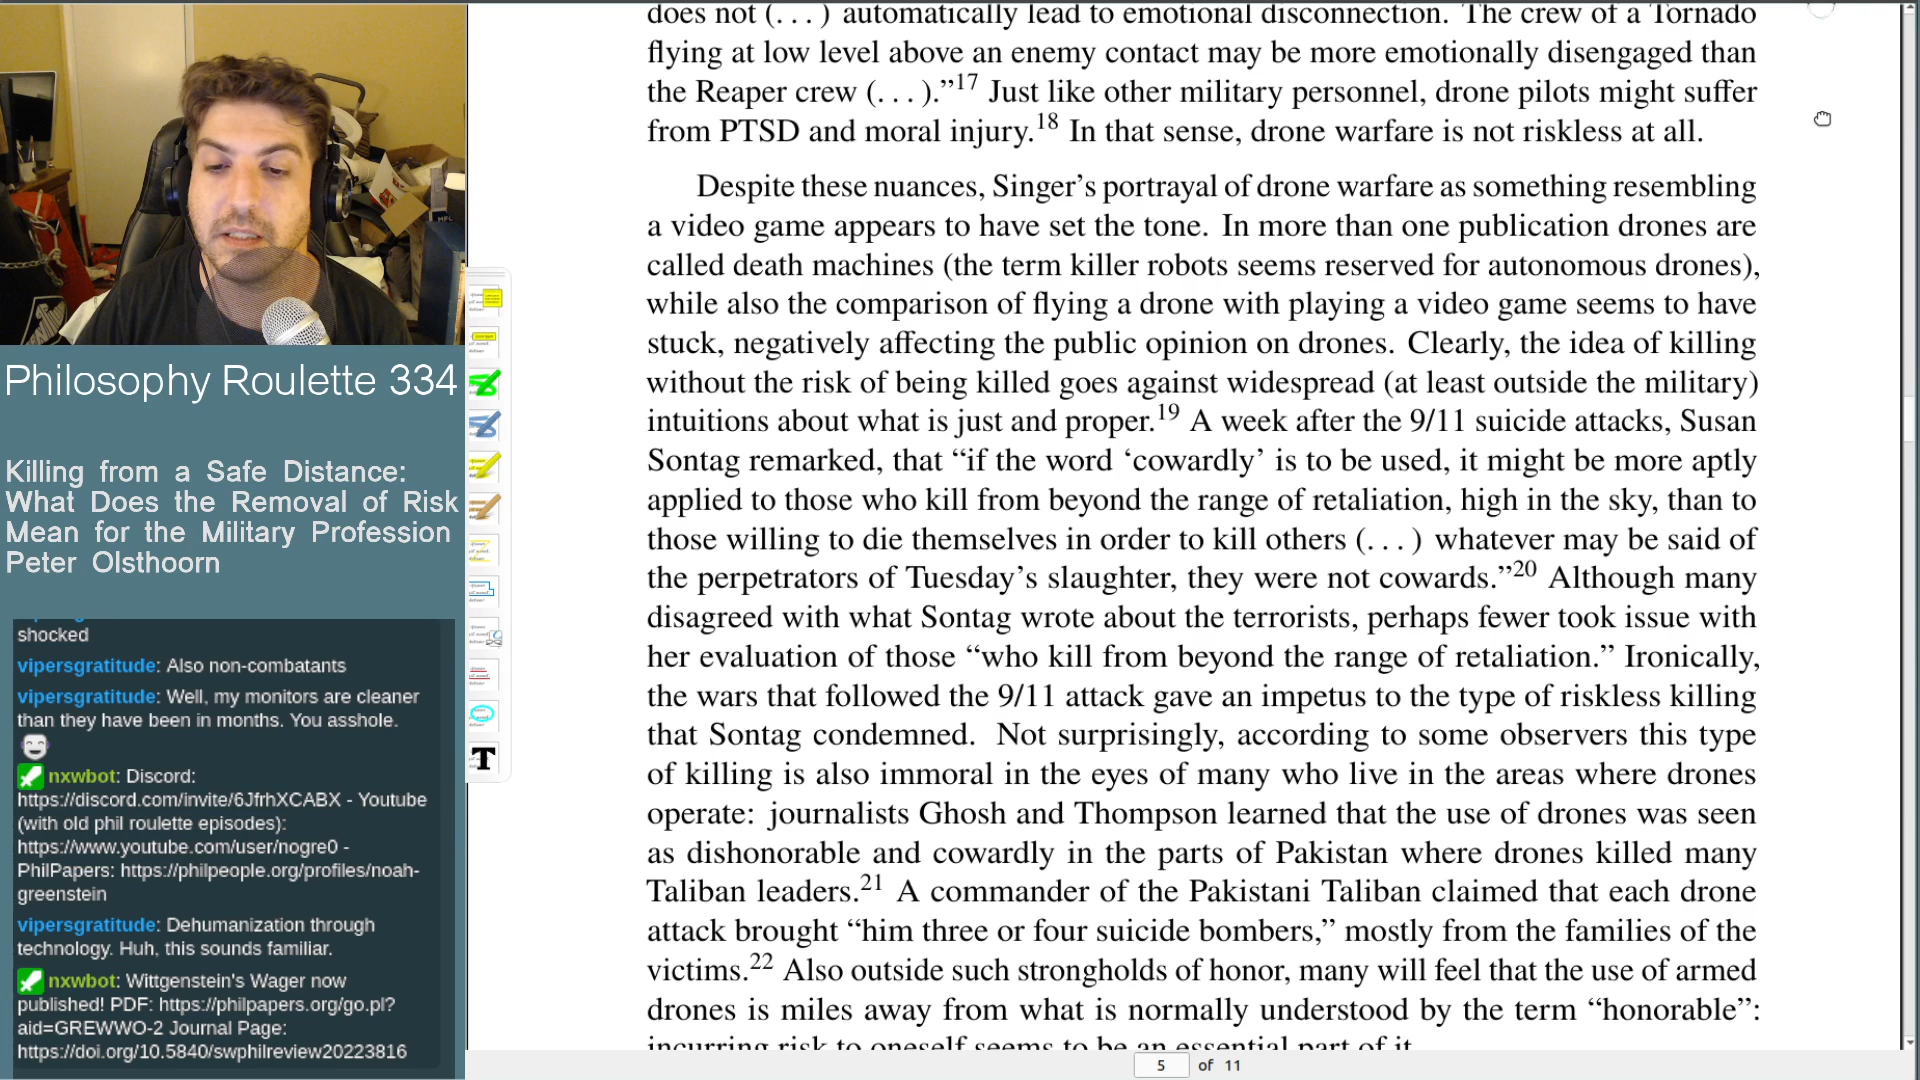 does not (...) automatically lead to emotional disconnection. The crew of a Tornado
flying at low level above an enemy contact may be more emotionally disengaged than
the Reaper crew (...).”17 Just like other military personnel, drone pilots might suffer
from PTSD and moral injury.18 In that sense, drone warfare is not riskless at all.
Despite these nuances, Singer’s portrayal of drone warfare as something resembling
a video game appears to have set the tone. In more than one publication drones are
called death machines (the term killer robots seems reserved for autonomous drones),
while also the comparison of flying a drone with playing a video game seems to have
stuck, negatively affecting the public opinion on drones. Clearly, the idea of killing
without the risk of being killed goes against widespread (at least outside the military)
intuitions about what is just and proper.19 A week after the 9/11 suicide attacks, Susan
Sontag remarked, that “if the word ‘cowardly’ is to be used, it might be more aptly
applied to those who kill from beyond the range of retaliation, high in the sky, than to
those willing to die themselves in order to kill others (...) whatever may be said of
the perpetrators of Tuesday’s slaughter, they were not cowards.”20 Although many
disagreed with what Sontag wrote about the terrorists, perhaps fewer took issue with
her evaluation of those “who kill from beyond the range of retaliation.” Ironically,
the wars that followed the 9/11 attack gave an impetus to the type of riskless killing
that Sontag condemned. Not surprisingly, according to some observers this type
of killing is also immoral in the eyes of many who live in the areas where drones
operate: journalists Ghosh and Thompson learned that the use of drones was seen
as dishonorable and cowardly in the parts of Pakistan where drones killed many
Taliban leaders.21 A commander of the Pakistani Taliban claimed that each drone
attack brought “him three or four suicide bombers,” mostly from the families of the
victims.22 Also outside such strongholds of honor, many will feel that the use of armed
drones is miles away from what is normally understood by the term “honorable”:
incurring risk to oneself seems to be an essential part of it
5 of 11
T
Philosophy Roulette 334
Killing from a Safe Distance:
What Does the Removal of Risk
Mean for the Military Profession
Peter Olsthoorn
shocked
vipersgratitude: Also non-combatants
vipersgratitude: Well, my monitors are cleaner
than they have been in months. You asshole.
nxwbot: Discord:
https://discord.com/invite/6JfrhXCABX - Youtube
(with old phil roulette episodes):
https://www.youtube.com/user/nogre0 -
PhilPapers: https://philpeople.org/profiles/noah-
greenstein
vipersgratitude: Dehumanization through
technology. Huh, this sounds familiar.
nxwbot: Wittgenstein's Wager now
published! PDF: https://philpapers.org/go.pl?
aid=GREWWO-2 Journal Page:
https://doi.org/10.5840/swphilreview20223816